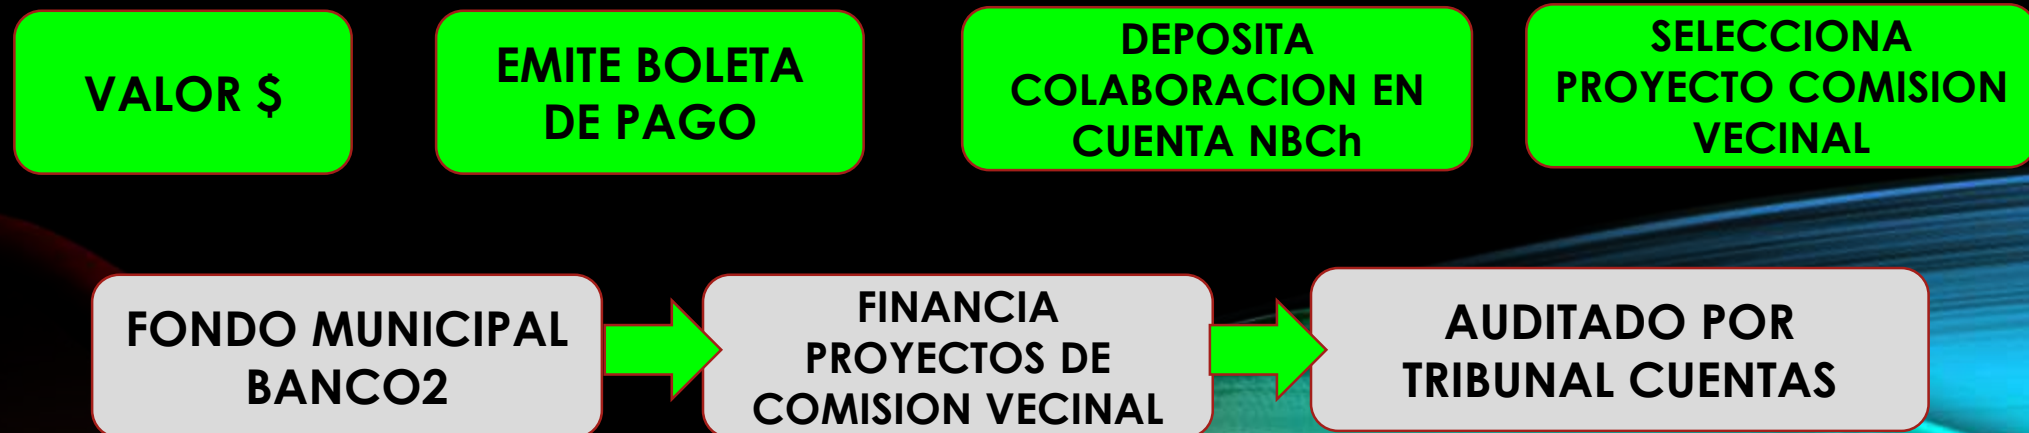 VALOR $
EMITE BOLETA
DE PAGO
DEPOSITA
COLABORACION EN
CUENTA NBCh
SELECCIONA
PROYECTO COMISION
VECINAL
FONDO MUNICIPAL
BANCO2
FINANCIA
PROYECTOS DE
COMISION VECINAL
AUDITADO POR
TRIBUNAL CUENTAS